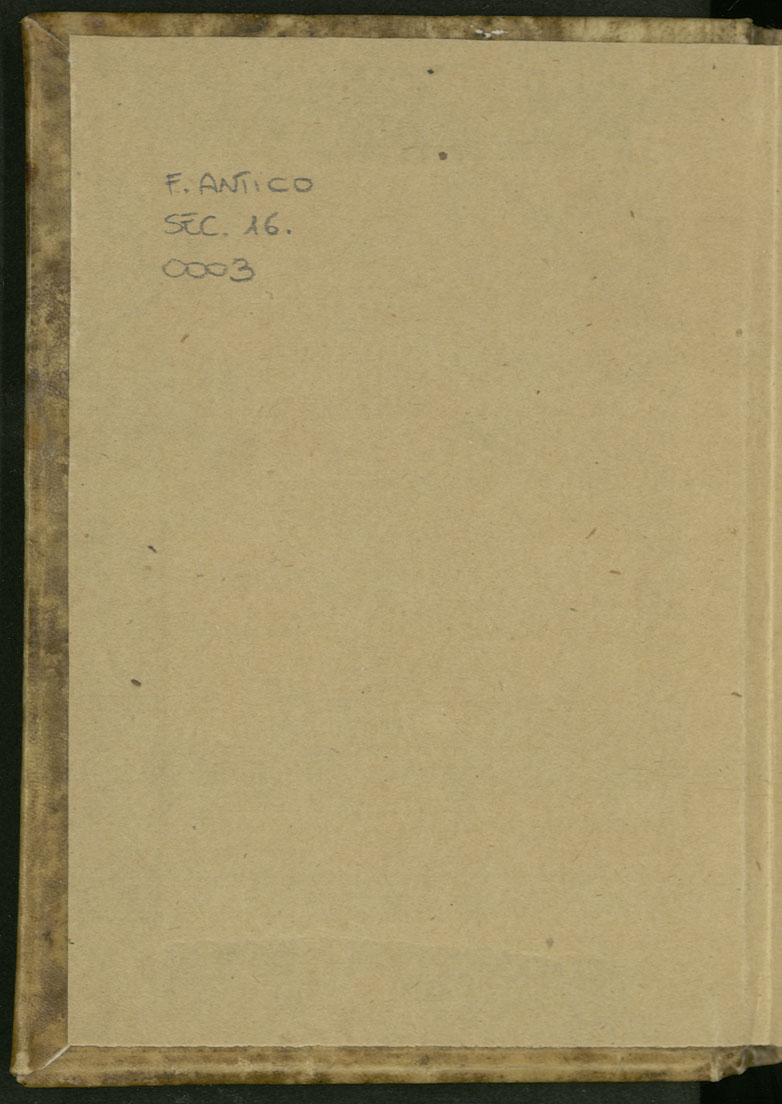 F. ANTICO
SEC. 16.
0003